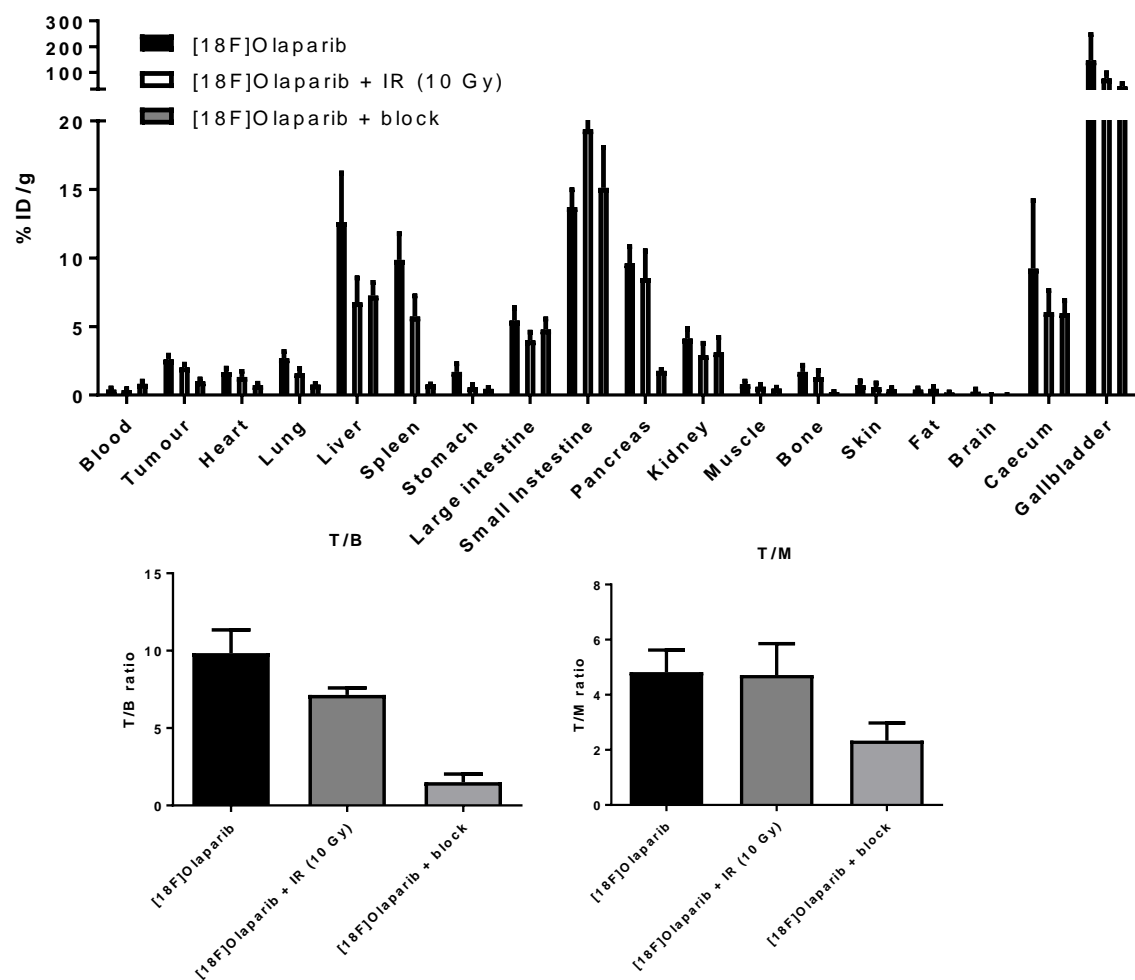 300
200
100
[18F]Olaparib
[18F]Olaparib + IR (10 Gy)
[18F]Olaparib + block
20
15
10
5
0
% ID/g
Blood
Tumour
Heart
Lung
Liver
Spleen
Stomach
Large intestine
Small Instestine
Pancreas
Kidney
Muscle
Bone
Skin
Fat
Brain
Caecum
Gallbladder
T/B
15
10
5
0
T/B ratio
[18F]Olaparib
[18F]Olaparib + IR (10 Gy)
[18F]Olaparib + block
T/M
8
6
4
2
0
T/M ratio
[18F]Olaparib
[18F]Olaparib + IR (10 Gy)
[18F]Olaparib + block